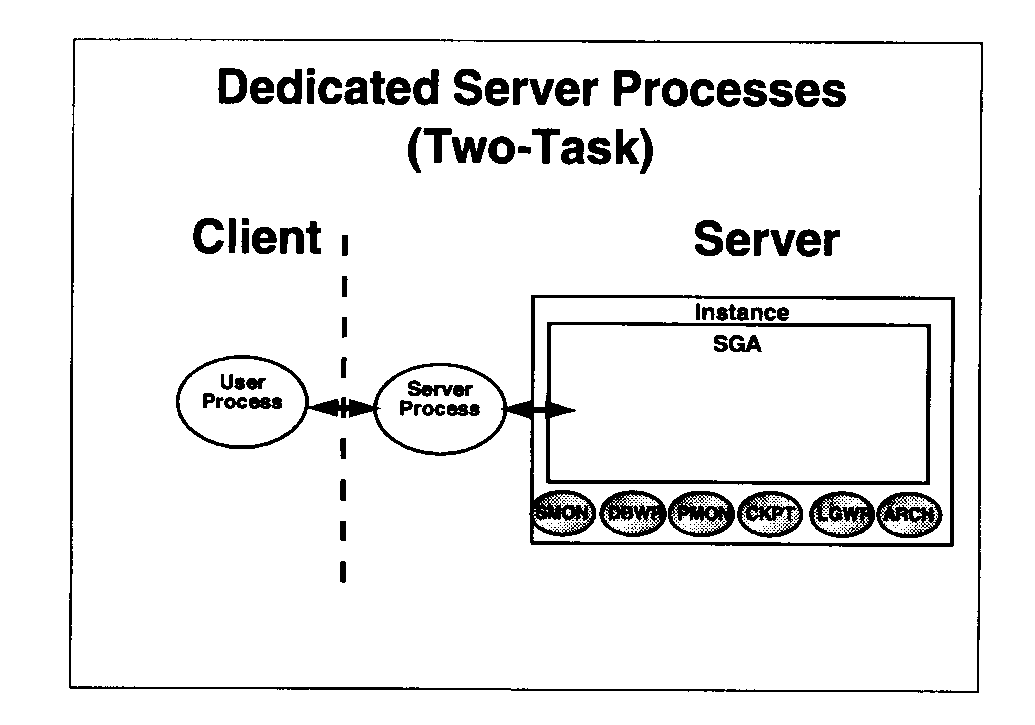 Dedicated Server Processes
(Two-Task)
Client
Server
Instance
SGA
User
Process
Server
Process
SMON
DBWR
PMON
CKPT
LGWR
ARCH